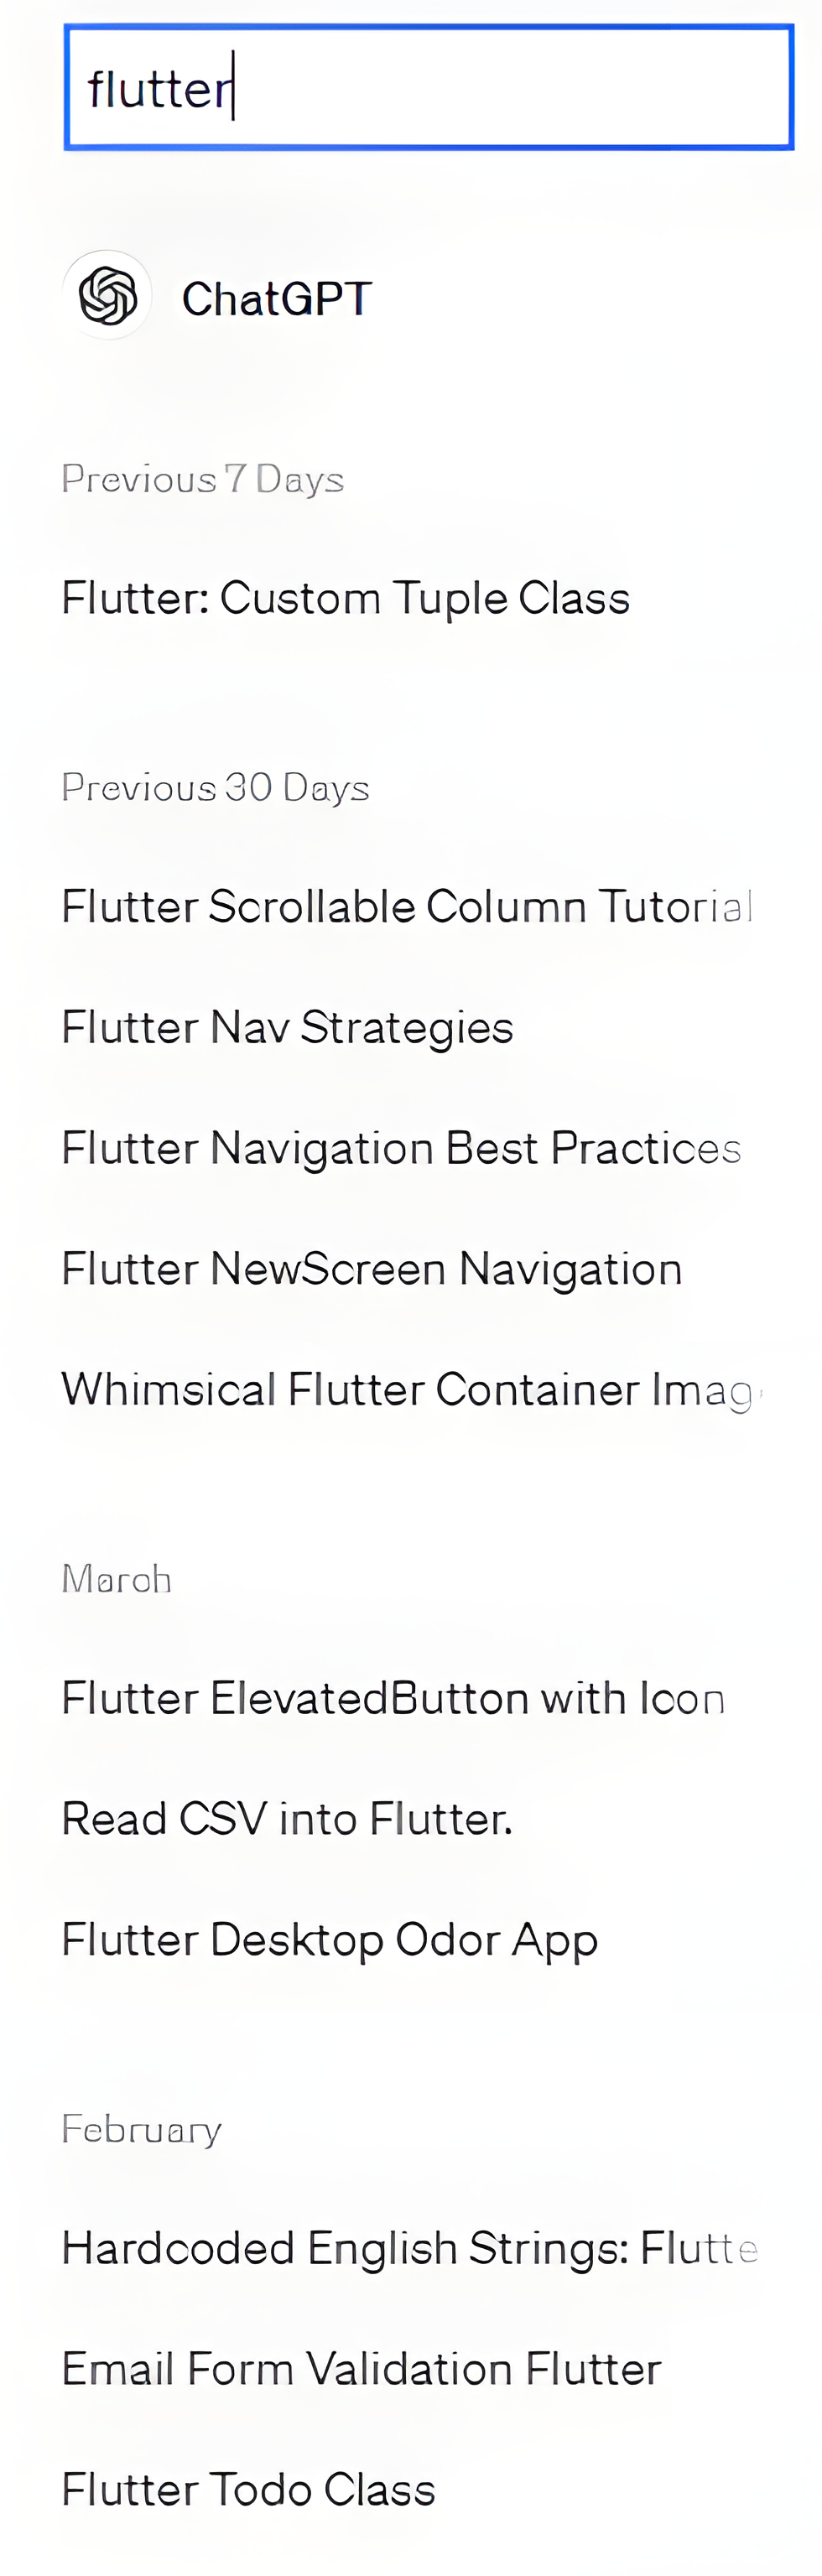 flutter
ChatGPT
Previous 7 Days
Flutter: Custom Tuple Class
Previous 30 Days
Flutter Scrollable Column Tutorial
Flutter Nav Strategies
Flutter Navigation Best Practices
Flutter NewScreen Navigation
Whimsical Flutter Container Imag
March
Flutter ElevatedButton with Icon
Read CSV into Flutter.
Flutter Desktop Odor App
February
Hardcoded English Strings: Flutte
Email Form Validation Flutter
Flutter Todo Class